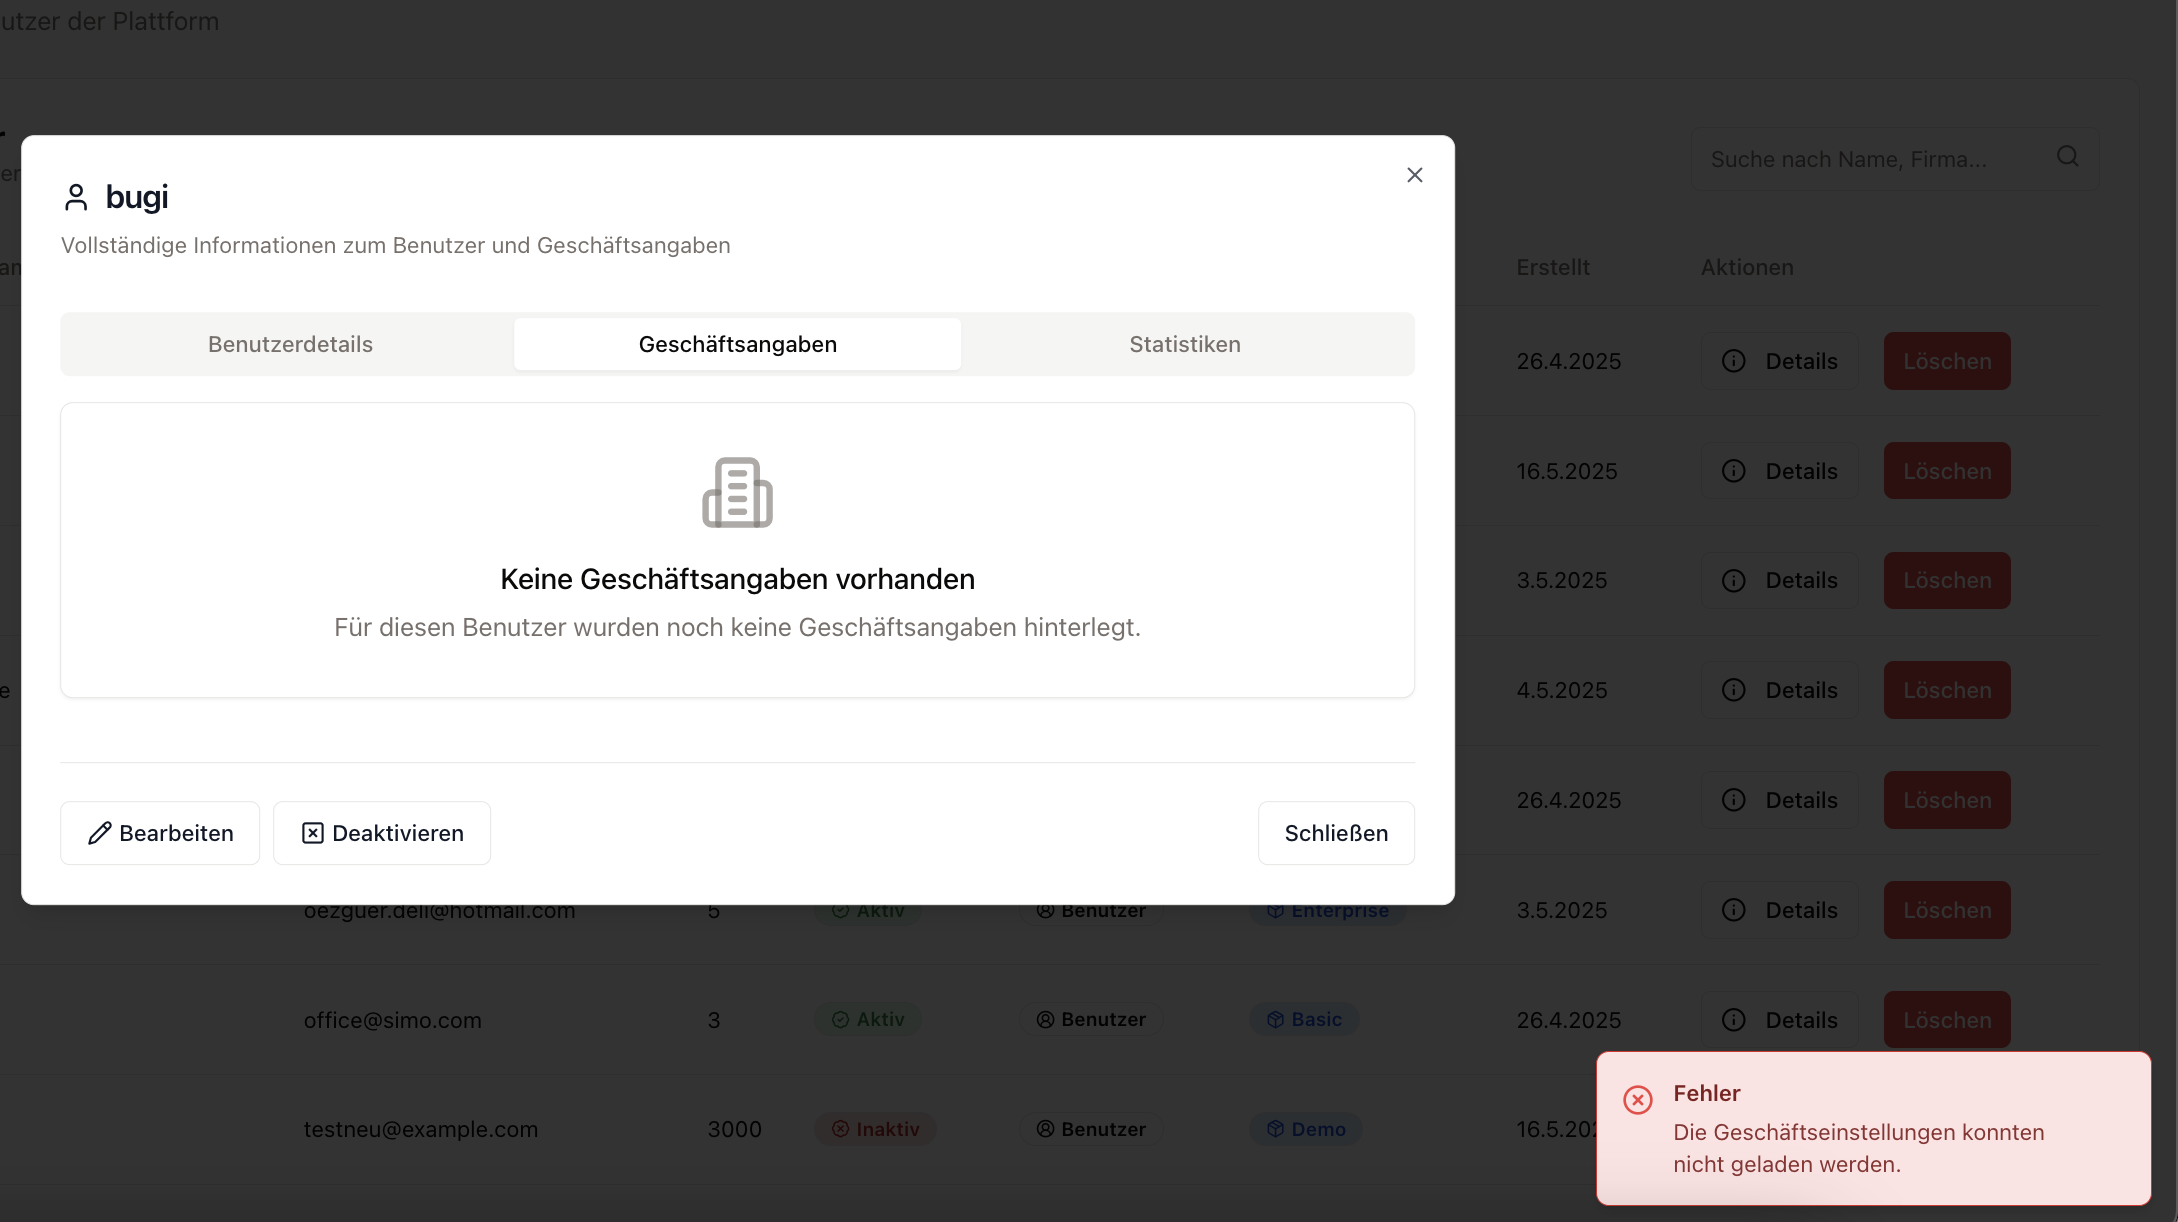 utzer der Plattform
Suche nach Name, Firma...
bugi
Vollständige Informationen zum Benutzer und Geschäftsangaben
Erstellt Aktionen
Benutzerdetails Geschäftsangaben Statistiken
26.4.2025 Details Löschen
16.5.2025 Details Löschen
Keine Geschäftsangaben vorhanden
Für diesen Benutzer wurden noch keine Geschäftsangaben hinterlegt.
3.5.2025 Details Löschen
4.5.2025 Details Löschen
Bearbeiten Deaktivieren Schließen
26.4.2025 Details Löschen
oezguer.deli@hotmail.com 5 Aktiv Benutzer Enterprise 3.5.2025 Details Löschen
office@simo.com 3 Aktiv Benutzer Basic 26.4.2025 Details Löschen
testneu@example.com 3000 Inaktiv Benutzer Demo 16.5.202
Fehler
Die Geschäftseinstellungen konnten
nicht geladen werden.